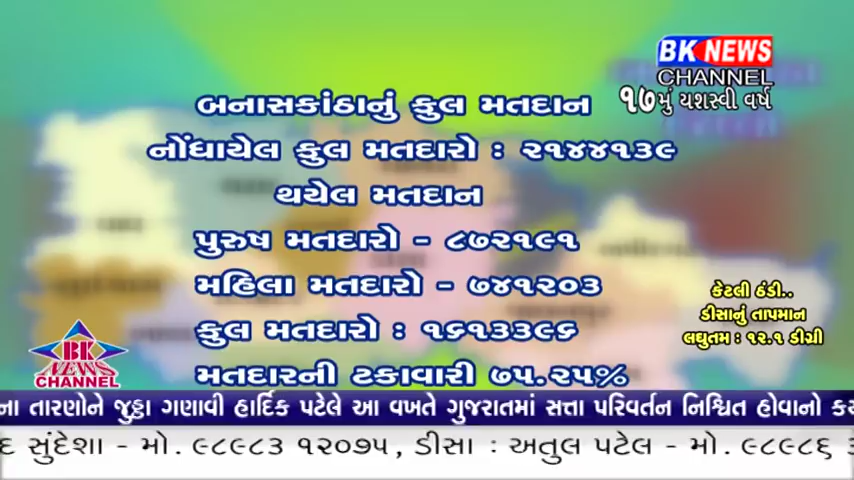 BK NEWS
CHANNEL
૧૭મું યશસ્વી વર્ષ
બનાસકાંઠાનું કુલ મતદાન
નોંધાયેલ કુલ મતદારો : ૨૧૪૪૧૩૯
થયેલ મતદાન
પુરુષ મતદારો - ૮૭૨૧૯૧
મહિલા મતદારો - ૭૪૧૨૦૩
કુલ મતદારો : ૧૬૧૩૩૯૬
મતદારની ટકાવારી ૭૫.૨૫%
કેટલી ઠંડી..
ડીસાનું તાપમાન
લઘુતમ : ૧૨.૧ ડીગ્રી
BK
NEWS
CHANNEL
ના તારણોને જુઠ્ઠા ગણાવી હાર્દિક પટેલે આ વખતે ગુજરાતમાં સત્તા પરિવર્તન નિશ્ચિત હોવાનો કર
દ સુંદેશા - મો. ૯૮૯૮૩ ૧૨૦૭૫, ડીસા : અતુલ પટેલ - મો. ૯૮૯૮૬